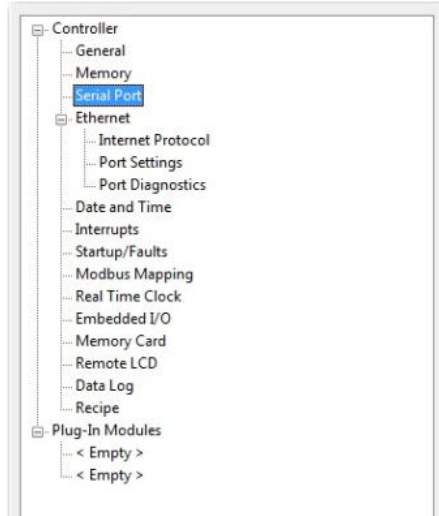 Controller
General
Memory
Serial Port
Ethernet
Internet Protocol
Port Settings
Port Diagnostics
Date and Time
Interrupts
Startup/Faults
Modbus Mapping
Real Time Clock
Embedded I/O
Memory Card
Remote LCD
Data Log
Recipe
Plug-In Modules
< Empty >
< Empty >